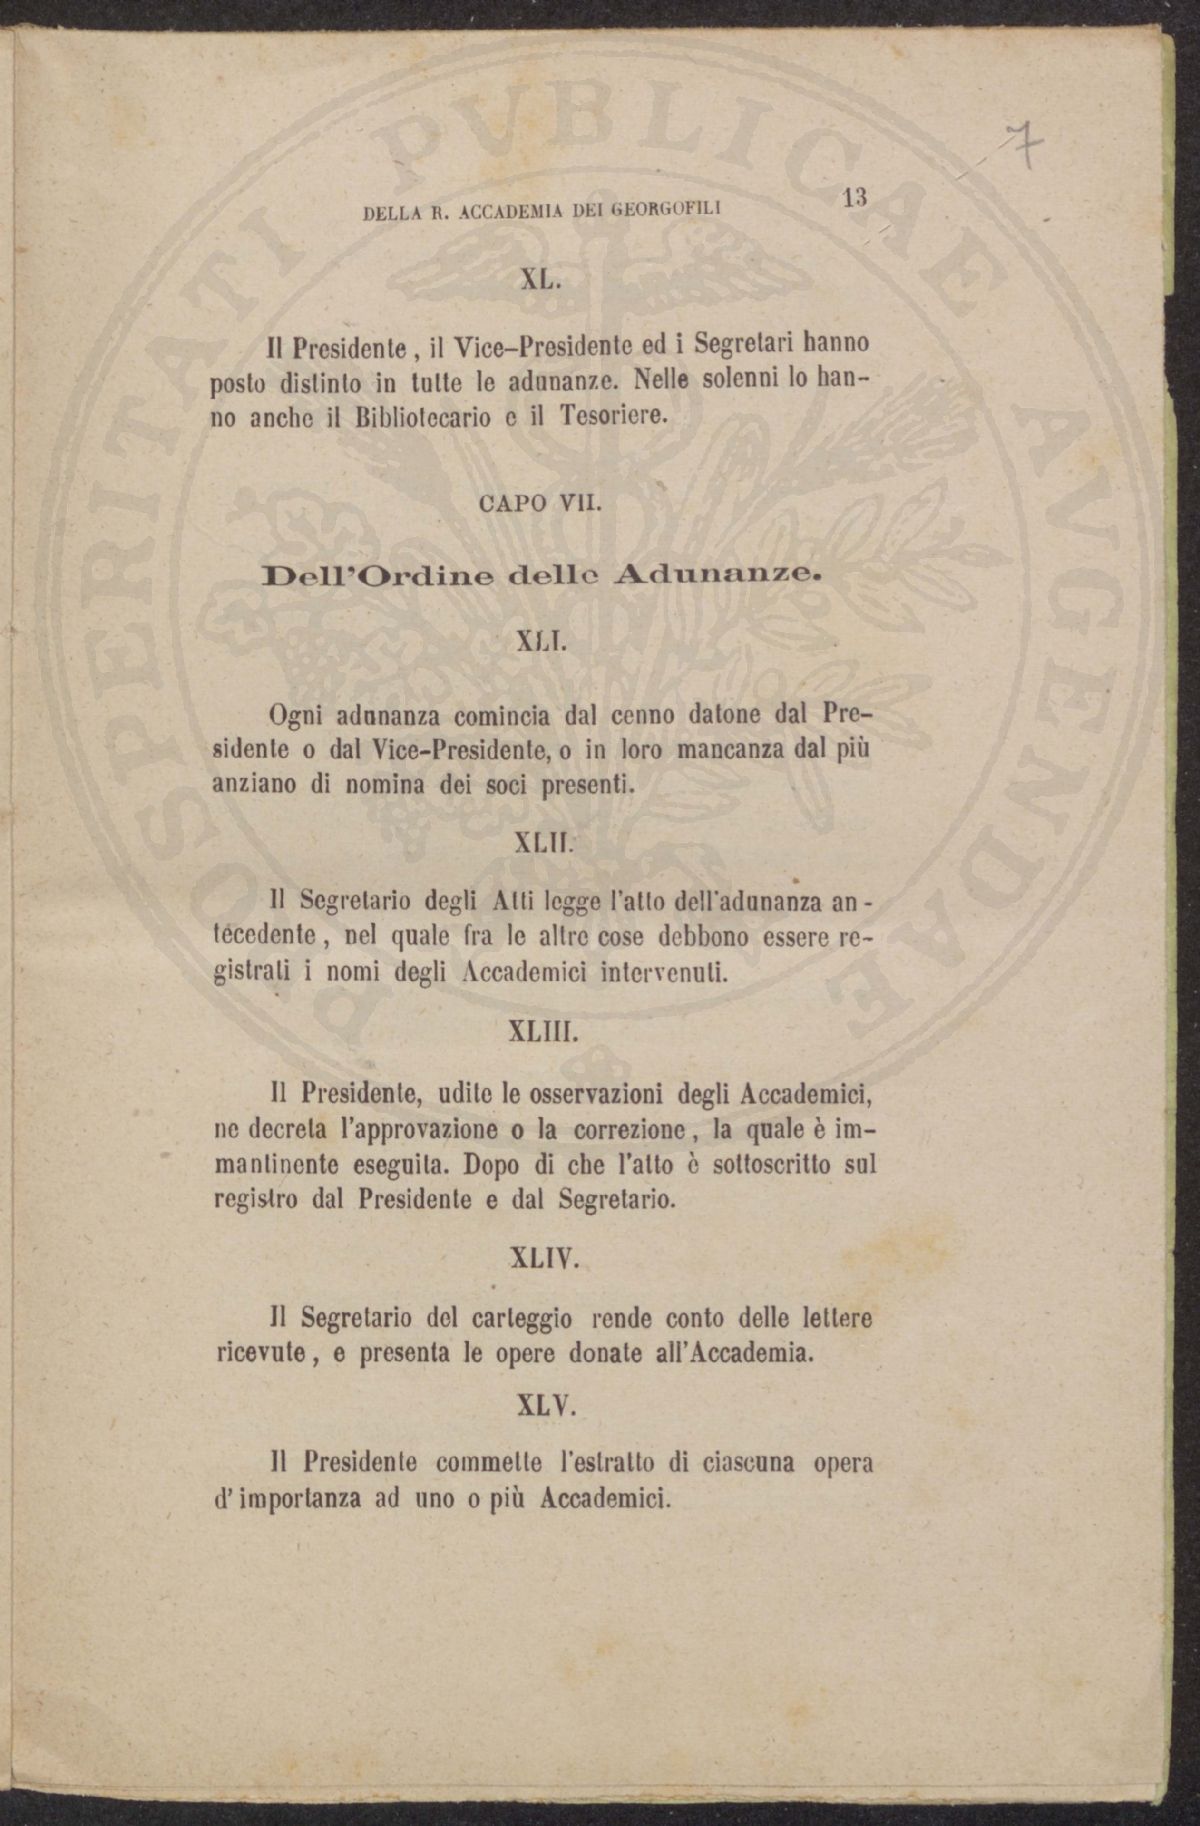 PROSPERITATI PVBLICAE AVGENDAE
7
DELLA R. ACCADEMIA DEI GEORGOFILI 13
XL.
Il Presidente, il Vice-Presidente ed i Segretari hanno
posto distinto in tutte le adunanze. Nelle solenni lo han-
no anche il Bibliotecario e il Tesoriere.
CAPO VII.
Dell'Ordine delle Adunanze.
XLI.
Ogni adunanza comincia dal cenno datone dal Pre-
sidente o dal Vice-Presidente, o in loro mancanza dal più
anziano di nomina dei soci presenti.
XLII.
Il Segretario degli Atti legge l'atto dell'adunanza an-
tecedente, nel quale fra le altre cose debbono essere re-
gistrati i nomi degli Accademici intervenuti.
XLIII.
Il Presidente, udite le osservazioni degli Accademici,
ne decreta l'approvazione o la correzione, la quale è im-
mantinente eseguita. Dopo di che l'atto è sottoscritto sul
registro dal Presidente e dal Segretario.
XLIV.
Il Segretario del carteggio rende conto delle lettere
ricevute, e presenta le opere donate all'Accademia.
XLV.
Il Presidente commette l'estratto di ciascuna opera
d'importanza ad uno o più Accademici.